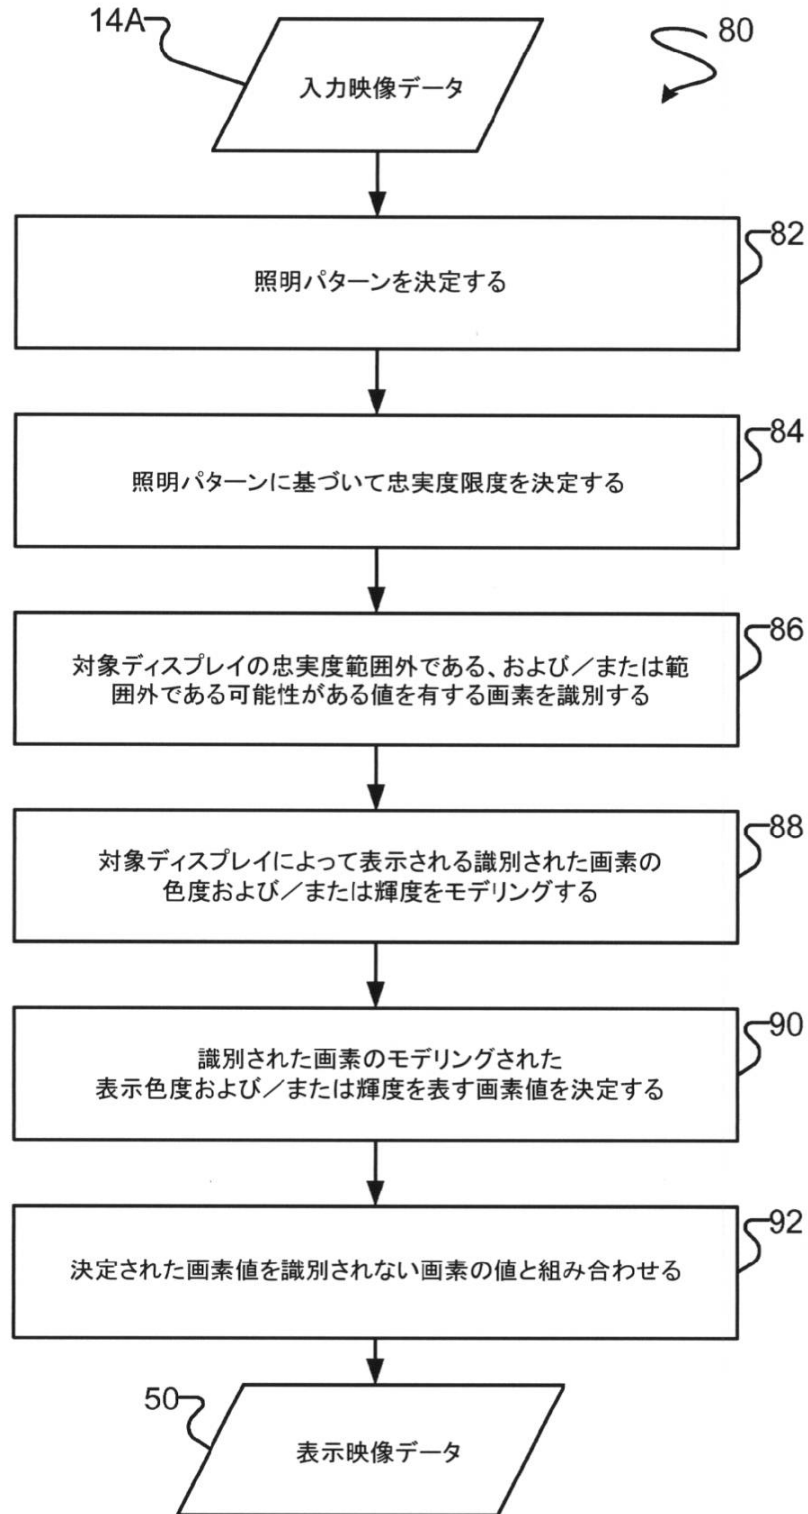 14A
80
入力映像データ
82
照明パターンを決定する
84
照明パターンに基づいて忠実度限度を決定する
86
対象ディスプレイの忠実度範囲外である、および／または範
囲外である可能性がある値を有する画素を識別する
88
対象ディスプレイによって表示される識別された画素の
色度および／または輝度をモデリングする
90
識別された画素のモデリングされた
表示色度および／または輝度を表す画素値を決定する
92
決定された画素値を識別されない画素の値と組み合わせる
50
表示映像データ